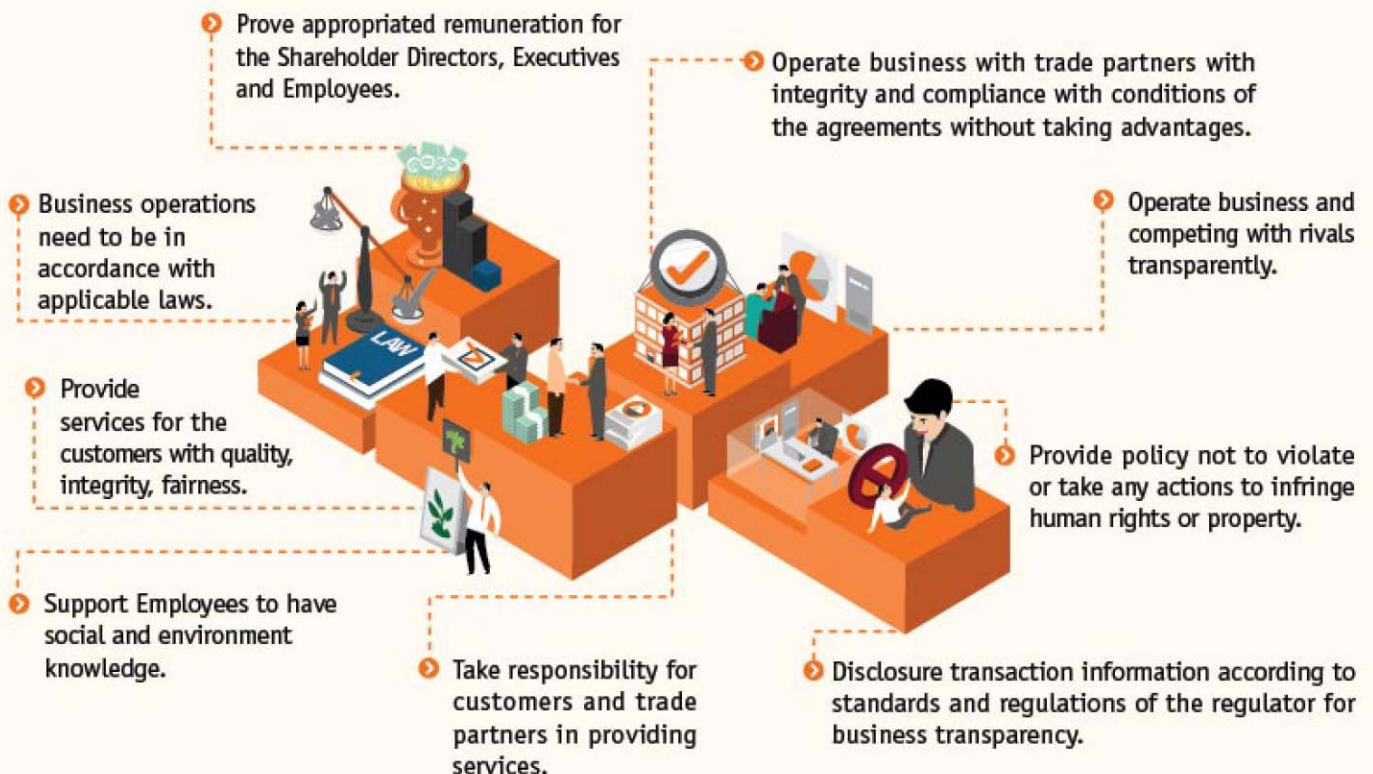 Prove appropriated remuneration for
the Shareholder Directors, Executives
and Employees.
Operate business with trade partners with
integrity and compliance with conditions of
the agreements without taking advantages.
Business operations
need to be in
accordance with
applicable laws.
Operate business and
competing with rivals
transparently.
LAW
Provide
services for the
customers with quality,
integrity, fairness.
Provide policy not to violate
or take any actions to infringe
human rights or property.
Support Employees to have
social and environment
knowledge.
Take responsibility for
customers and trade
partners in providing
services.
Disclosure transaction information according to
standards and regulations of the regulator for
business transparency.